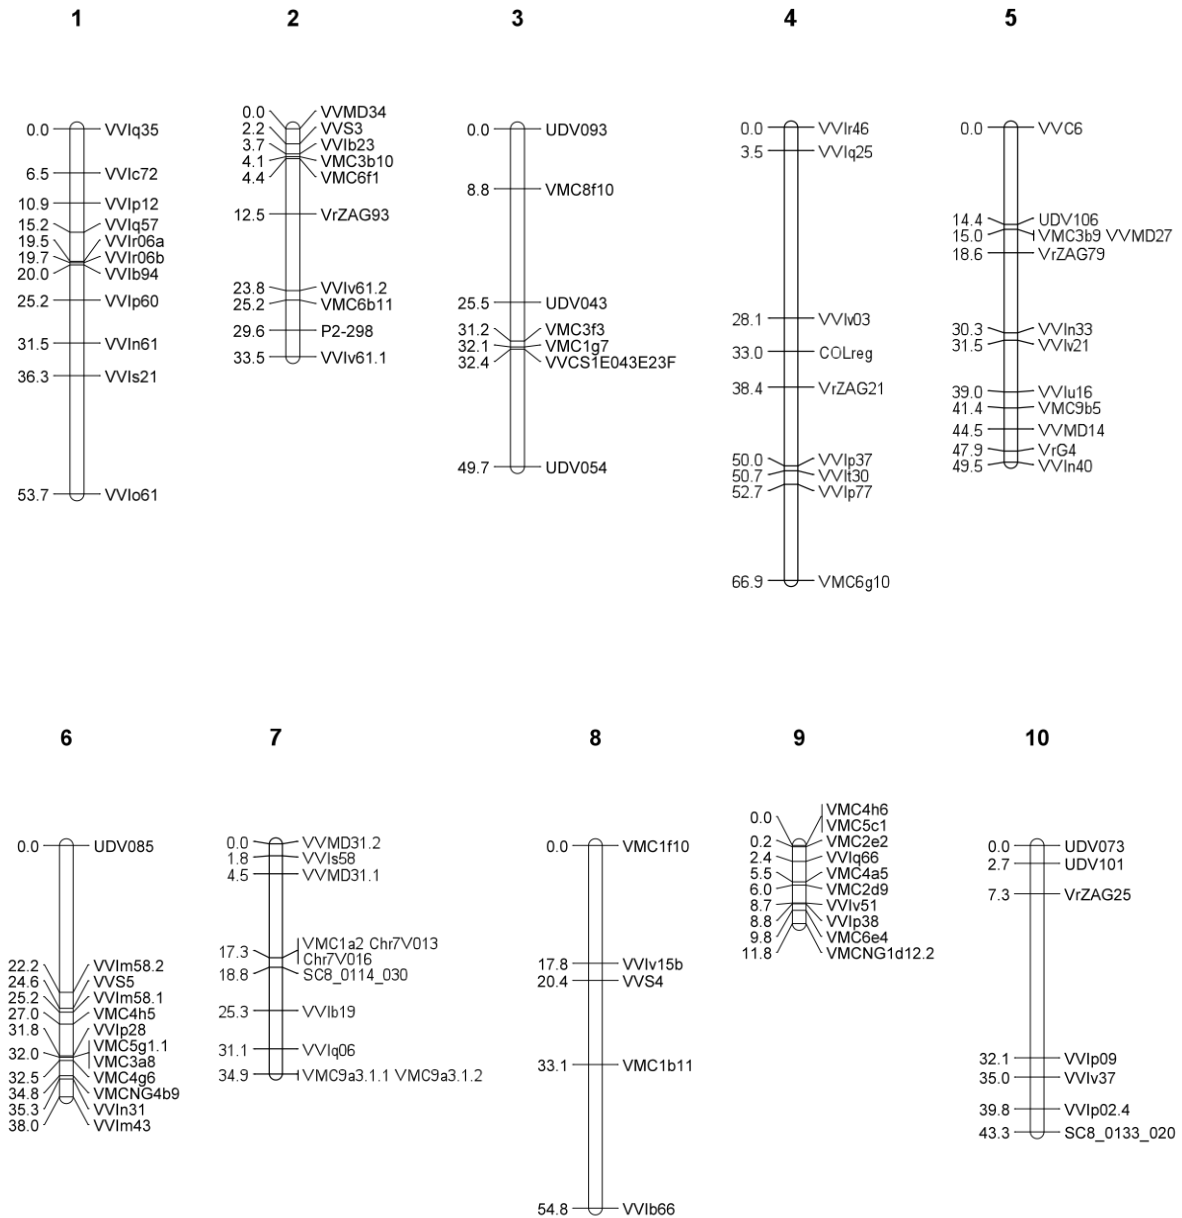 1
0.0 VVIq35
6.5 VVIc72
10.9 VVIp12
15.2 VVIq57
19.5 VVIr06a
19.7 VVIr06b
20.0 VVIb94
25.2 VVIp60
31.5 VVIn61
36.3 VVIs21
53.7 VVIo61
2
0.0 VVMD34
2.2 VVS3
3.7 VVIb23
4.1 VMC3b10
4.4 VMC6f1
12.5 VrZAG93
23.8 VVIv61.2
25.2 VMC6b11
29.6 P2-298
33.5 VVIv61.1
3
0.0 UDV093
8.8 VMC8f10
25.5 UDV043
31.2 VMC3f3
32.1 VMC1g7
32.4 VVCS1E043E23F
49.7 UDV054
4
0.0 VVIr46
3.5 VVIq25
28.1 VVIv03
33.0 COLreg
38.4 VrZAG21
50.0 VVIp37
50.7 VVIt30
52.7 VVIp77
66.9 VMC6g10
5
0.0 VVC6
14.4 UDV106
15.0 VMC3b9 VVMD27
18.6 VrZAG79
30.3 VVIn33
31.5 VVIv21
39.0 VVIu16
41.4 VMC9b5
44.5 VVMD14
47.9 VrG4
49.5 VVIn40
6
0.0 UDV085
22.2 VVIm58.2
24.6 VVS5
25.2 VVIm58.1
27.0 VMC4h5
31.8 VVIp28
32.0 VMC5g1.1
VMC3a8
32.5 VMC4g6
34.8 VMCNG4b9
35.3 VVIn31
38.0 VVIm43
7
0.0 VVMD31.2
1.8 VVIs58
4.5 VVMD31.1
17.3 VMC1a2 Chr7V013
Chr7V016
18.8 SC8_0114_030
25.3 VVIb19
31.1 VVIq06
34.9 VMC9a3.1.1 VMC9a3.1.2
8
0.0 VMC1f10
17.8 VVIv15b
20.4 VVS4
33.1 VMC1b11
54.8 VVIb66
9
0.0 VMC4h6
VMC5c1
0.2 VMC2e2
2.4 VVIq66
5.5 VMC4a5
6.0 VMC2d9
8.7 VVIv51
8.8 VVIp38
9.8 VMC6e4
11.8 VMCNG1d12.2
10
0.0 UDV073
2.7 UDV101
7.3 VrZAG25
32.1 VVIp09
35.0 VVIv37
39.8 VVIp02.4
43.3 SC8_0133_020